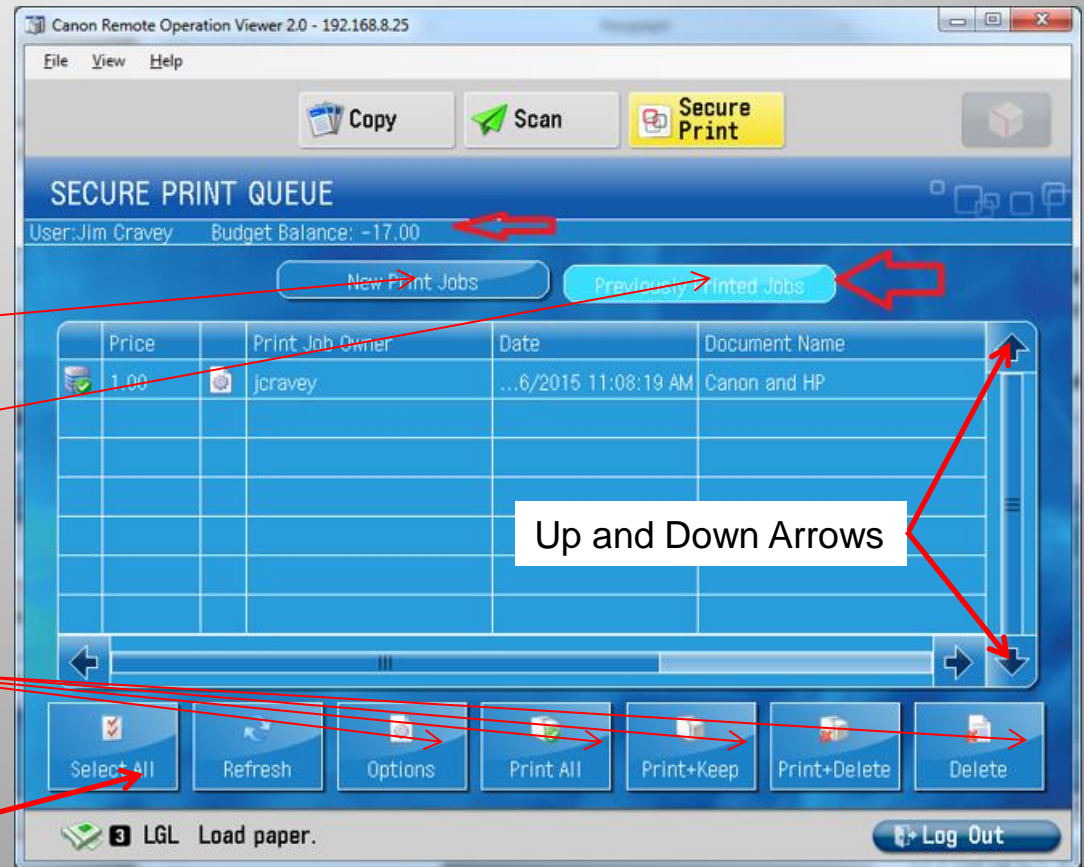 Canon Remote Operation Viewer 2.0 - 192.168.8.25
File View Help
Copy Scan Secure Print
SECURE PRINT QUEUE
User:Jim Cravey Budget Balance: -17.00
New Print Jobs Previously Printed Jobs
Price Print Job Owner Date Document Name
1.00 jcravey ...6/2015 11:08:19 AM Canon and HP
Up and Down Arrows
Select All Refresh Options Print All Print+Keep Print+Delete Delete
3 LGL Load paper. Log Out